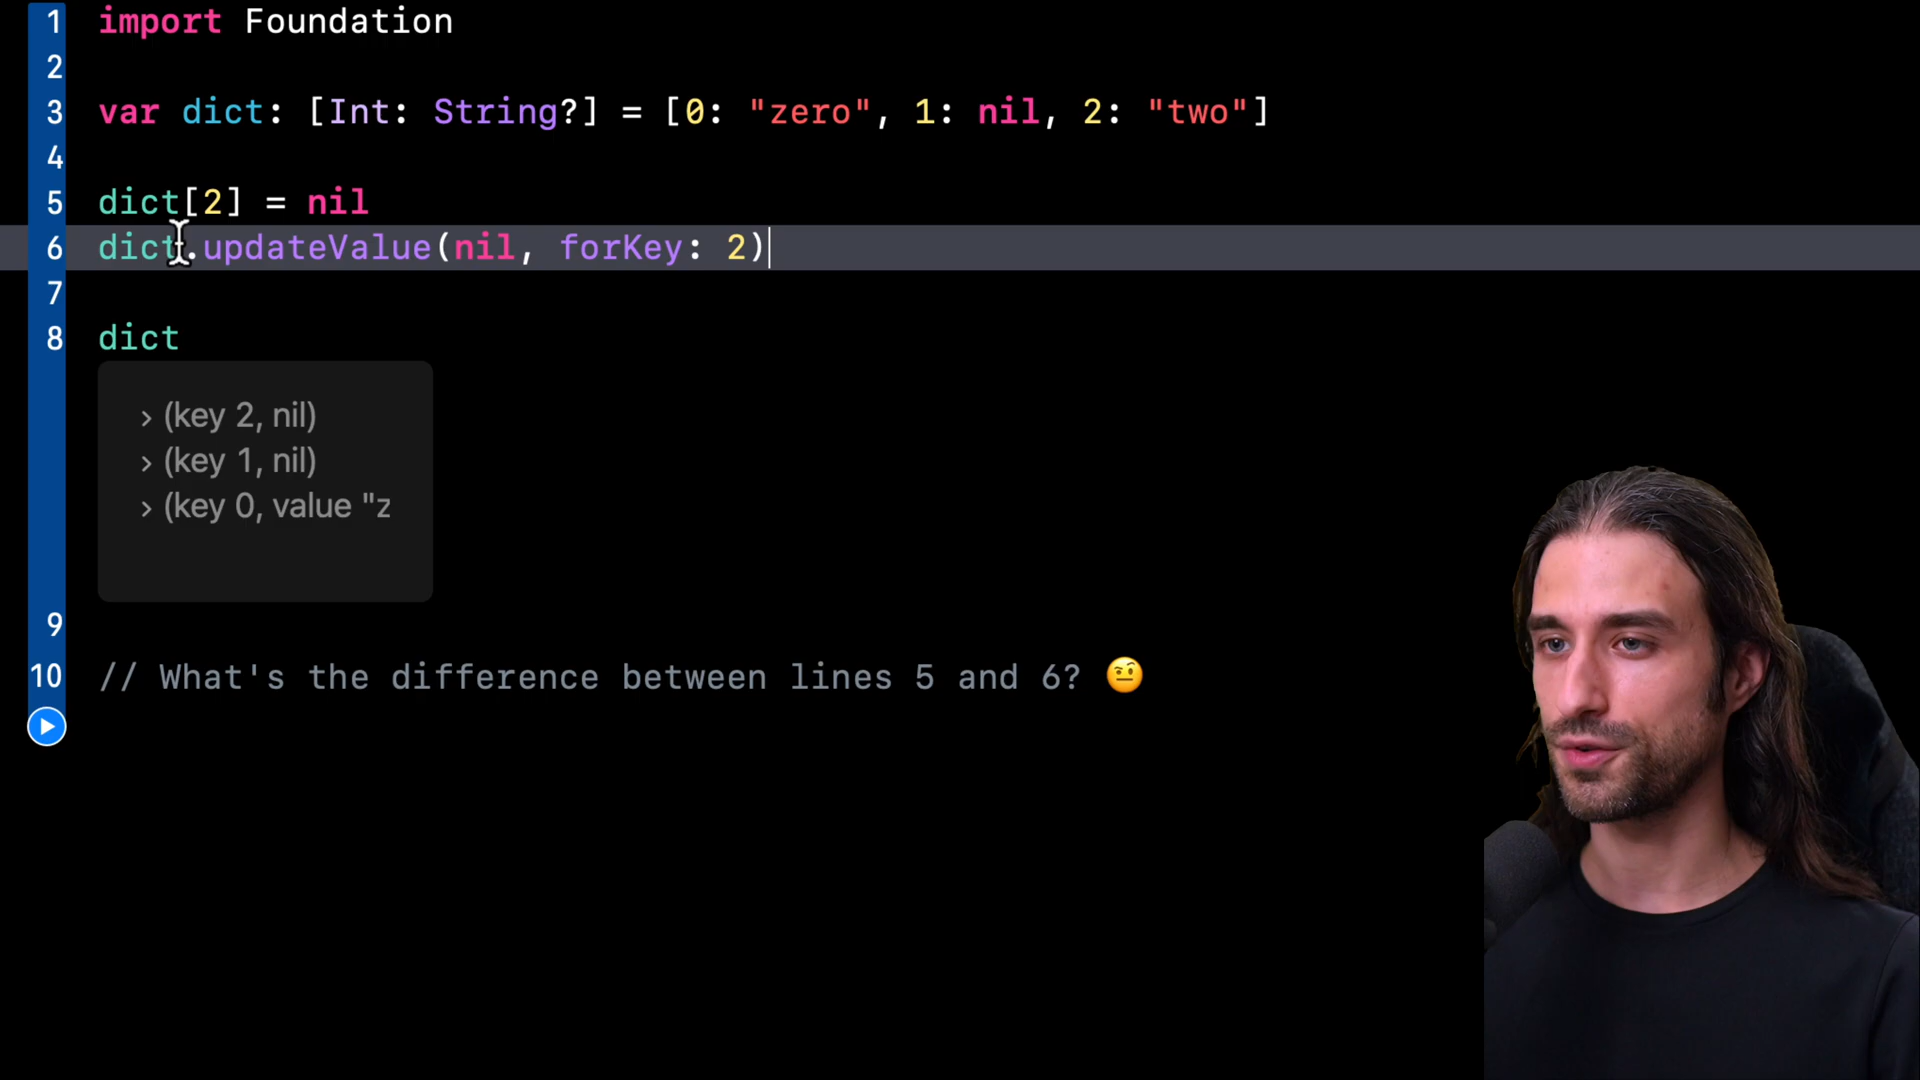 1 import Foundation
2
3 var dict: [Int: String?] = [0: "zero", 1: nil, 2: "two"]
4
5 dict[2] = nil
6 dict.updateValue(nil, forKey: 2)
7
8 dict
> (key 2, nil)
> (key 1, nil)
> (key 0, value "z
9
10 // What's the difference between lines 5 and 6? 🤨